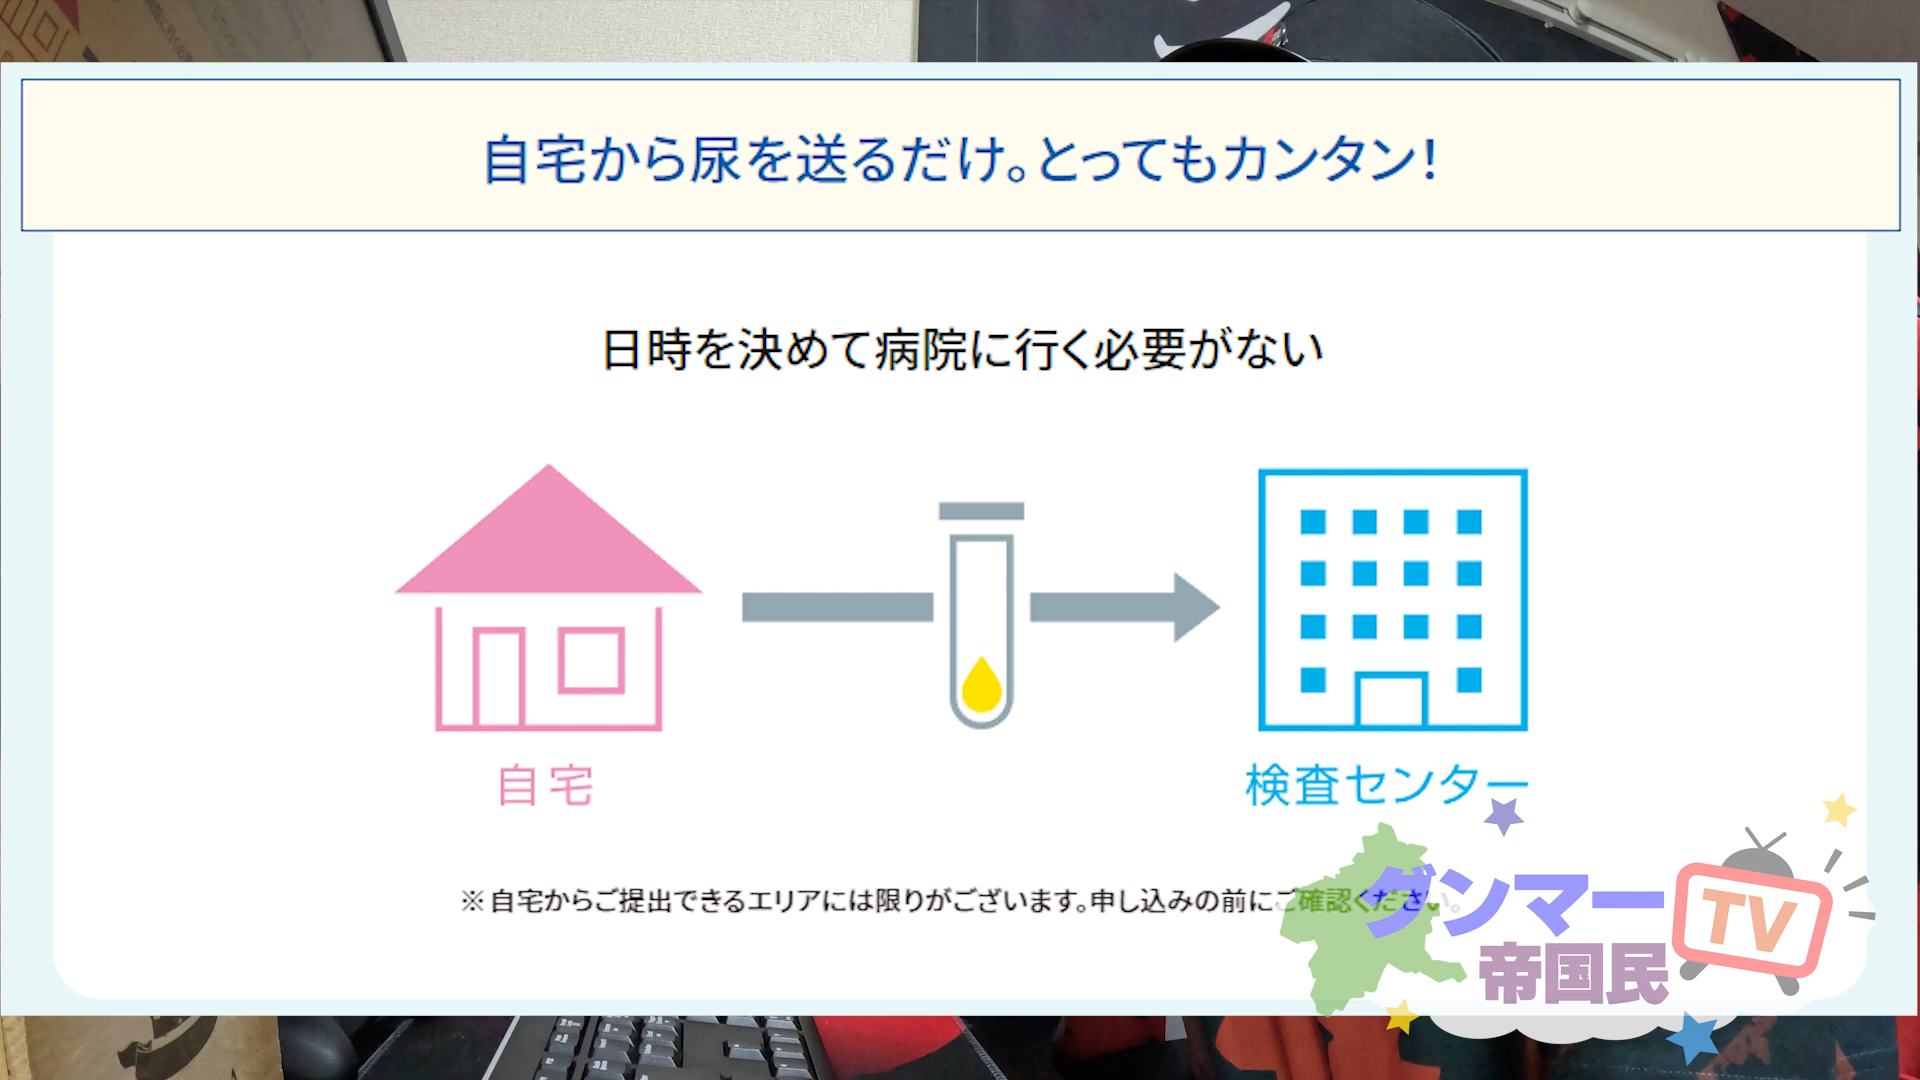 自宅から尿を送るだけ。とってもカンタン！
日時を決めて病院に行く必要がない
自宅
検査センター
※自宅からご提出できるエリアには限りがございます。申し込みの前にご確認ください。
グンマー
帝国民
TV